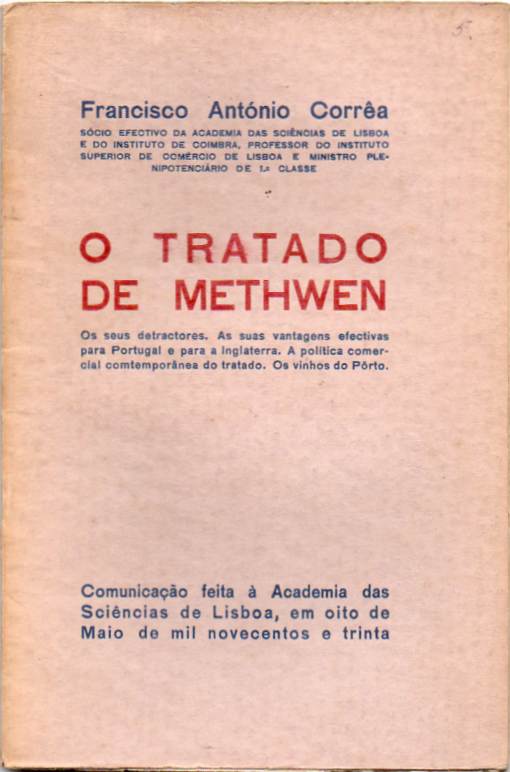 5.
Francisco António Corrêa
SÓCIO EFECTIVO DA ACADEMIA DAS SCIÊNCIAS DE LISBOA
E DO INSTITUTO DE COIMBRA, PROFESSOR DO INSTITUTO
SUPERIOR DE COMÉRCIO DE LISBOA E MINISTRO PLE-
NIPOTENCIÁRIO DE 1.ª CLASSE
O TRATADO
DE METHWEN
Os seus detractores. As suas vantagens efectivas
para Portugal e para a Inglaterra. A política comer-
cial comtemporânea do tratado. Os vinhos do Pôrto.
Comunicação feita à Academia das
Sciências de Lisboa, em oito de
Maio de mil novecentos e trinta